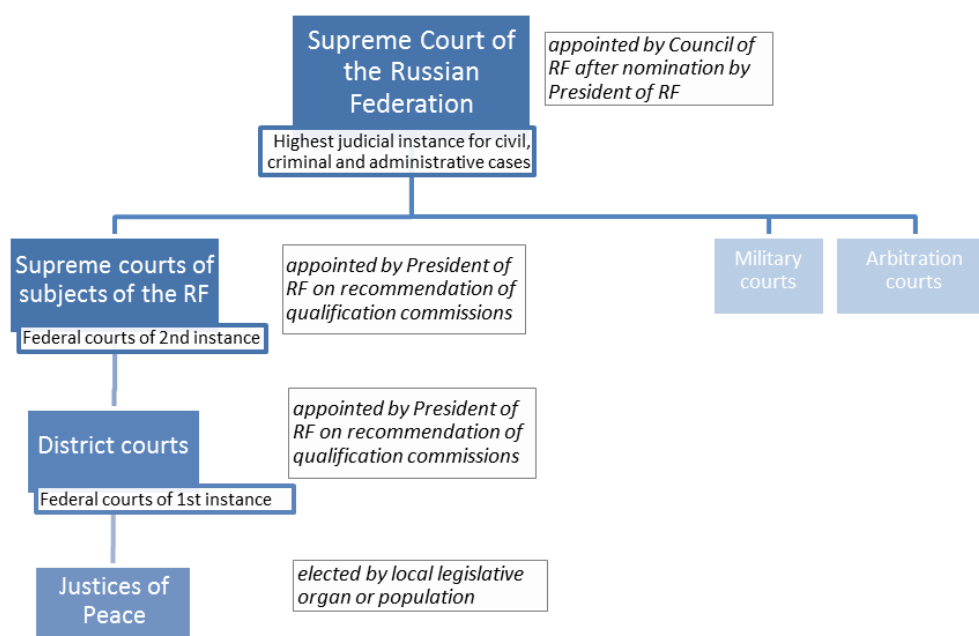 Supreme Court of
the Russian
Federation
appointed by Council of
RF after nomination by
President of RF
Highest judicial instance for civil,
criminal and administrative cases
Supreme courts of
subjects of the RF
appointed by President of
RF on recommendation of
qualification commissions
Military
courts
Arbitration
courts
Federal courts of 2nd instance
District courts
appointed by President of
RF on recommendation of
qualification commissions
Federal courts of 1st instance
Justices of
Peace
elected by local legislative
organ or population